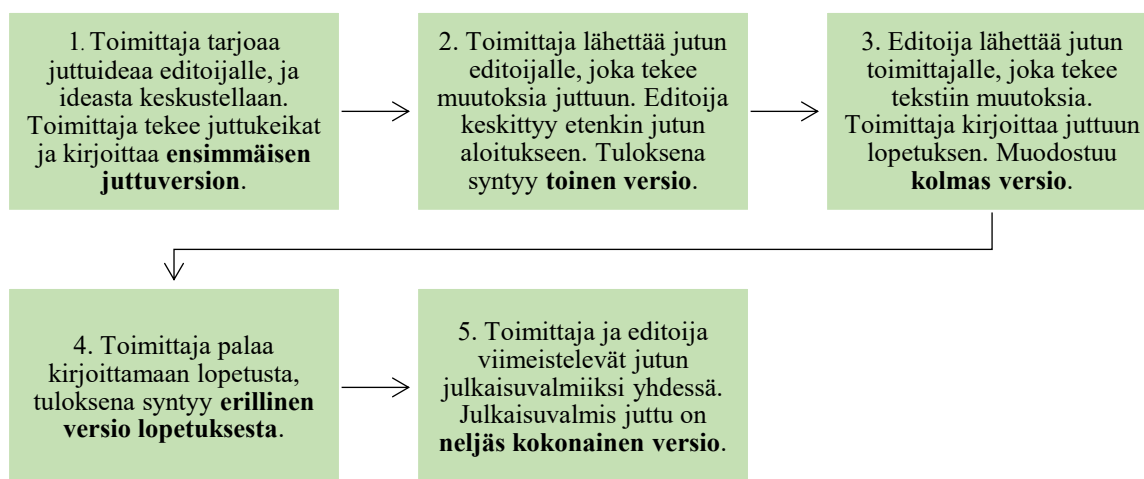 1. Toimittaja tarjoaa
juttuideaa editoijalle, ja
ideasta keskustellaan.
Toimittaja tekee juttukeikat
ja kirjoittaa ensimmäisen
juttuversion.
2. Toimittaja lähettää jutun
editoijalle, joka tekee
muutoksia juttuun. Editoija
keskittyy etenkin jutun
aloitukseen. Tuloksena
syntyy toinen versio.
3. Editoija lähettää jutun
toimittajalle, joka tekee
tekstiin muutoksia.
Toimittaja kirjoittaa juttuun
lopetuksen. Muodostuu
kolmas versio.
4. Toimittaja palaa
kirjoittamaan lopetusta,
tuloksena syntyy erillinen
versio lopetuksesta.
5. Toimittaja ja editoija
viimeistelevät jutun
julkaisuvalmiiksi yhdessä.
Julkaisuvalmis juttu on
neljäs kokonainen versio.